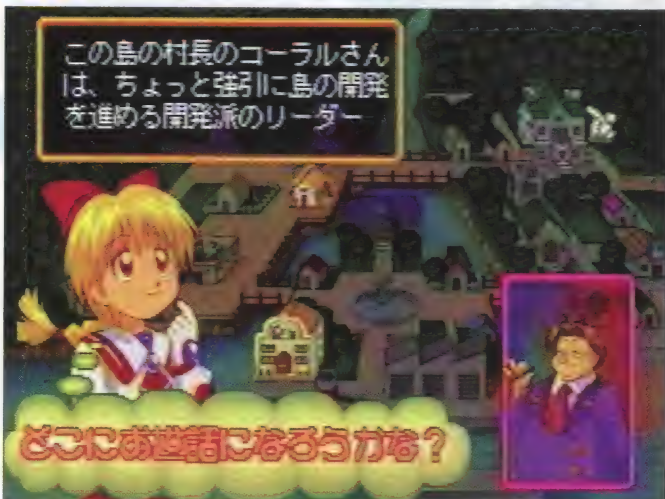 この島の村長のコーラルさん
は、ちょっと強引に島の開発
を進める開発派のリーダー
どこにお世話になろうかな？